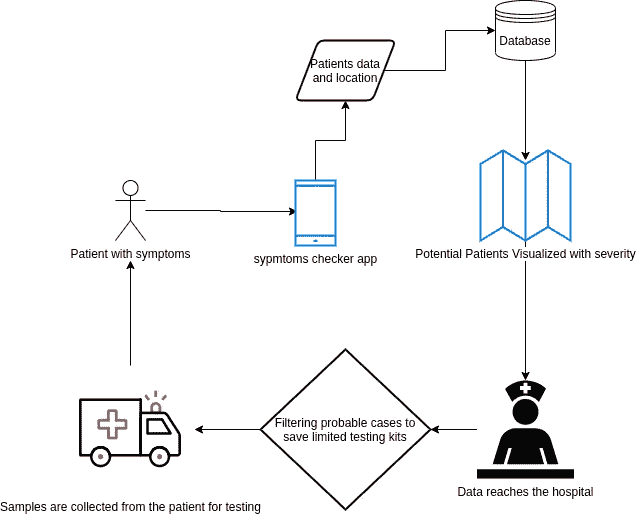 Database
Patients data
and location
Patient with symptoms
sypmtoms checker app
Potential Patients Visualized with severity
Filtering probable cases to
save limited testing kits
Data reaches the hospital
Samples are collected from the patient for testing